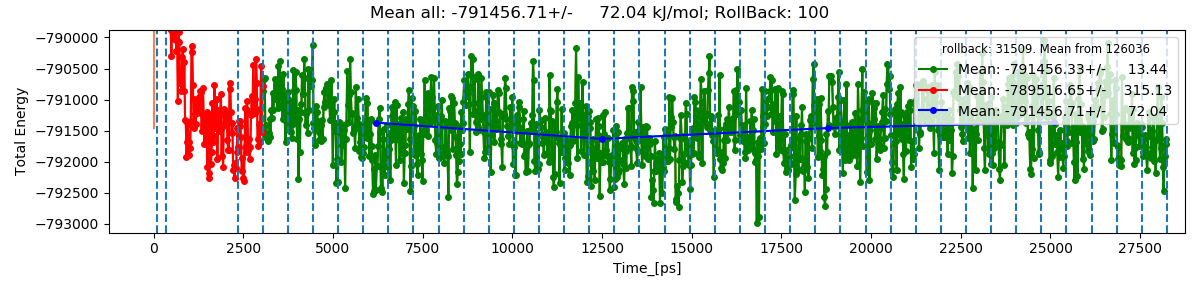 Mean all: -791456.71+/- 72.04 kJ/mol; RollBack: 100
Total Energy
−790000
−790500
−791000
−791500
−792000
−792500
−793000
rollback: 31509. Mean from 126036
Mean: -791456.33+/- 13.44
Mean: -789516.65+/- 315.13
Mean: -791456.71+/- 72.04
0 2500 5000 7500 10000 12500 15000 17500 20000 22500 25000 27500
Time_[ps]